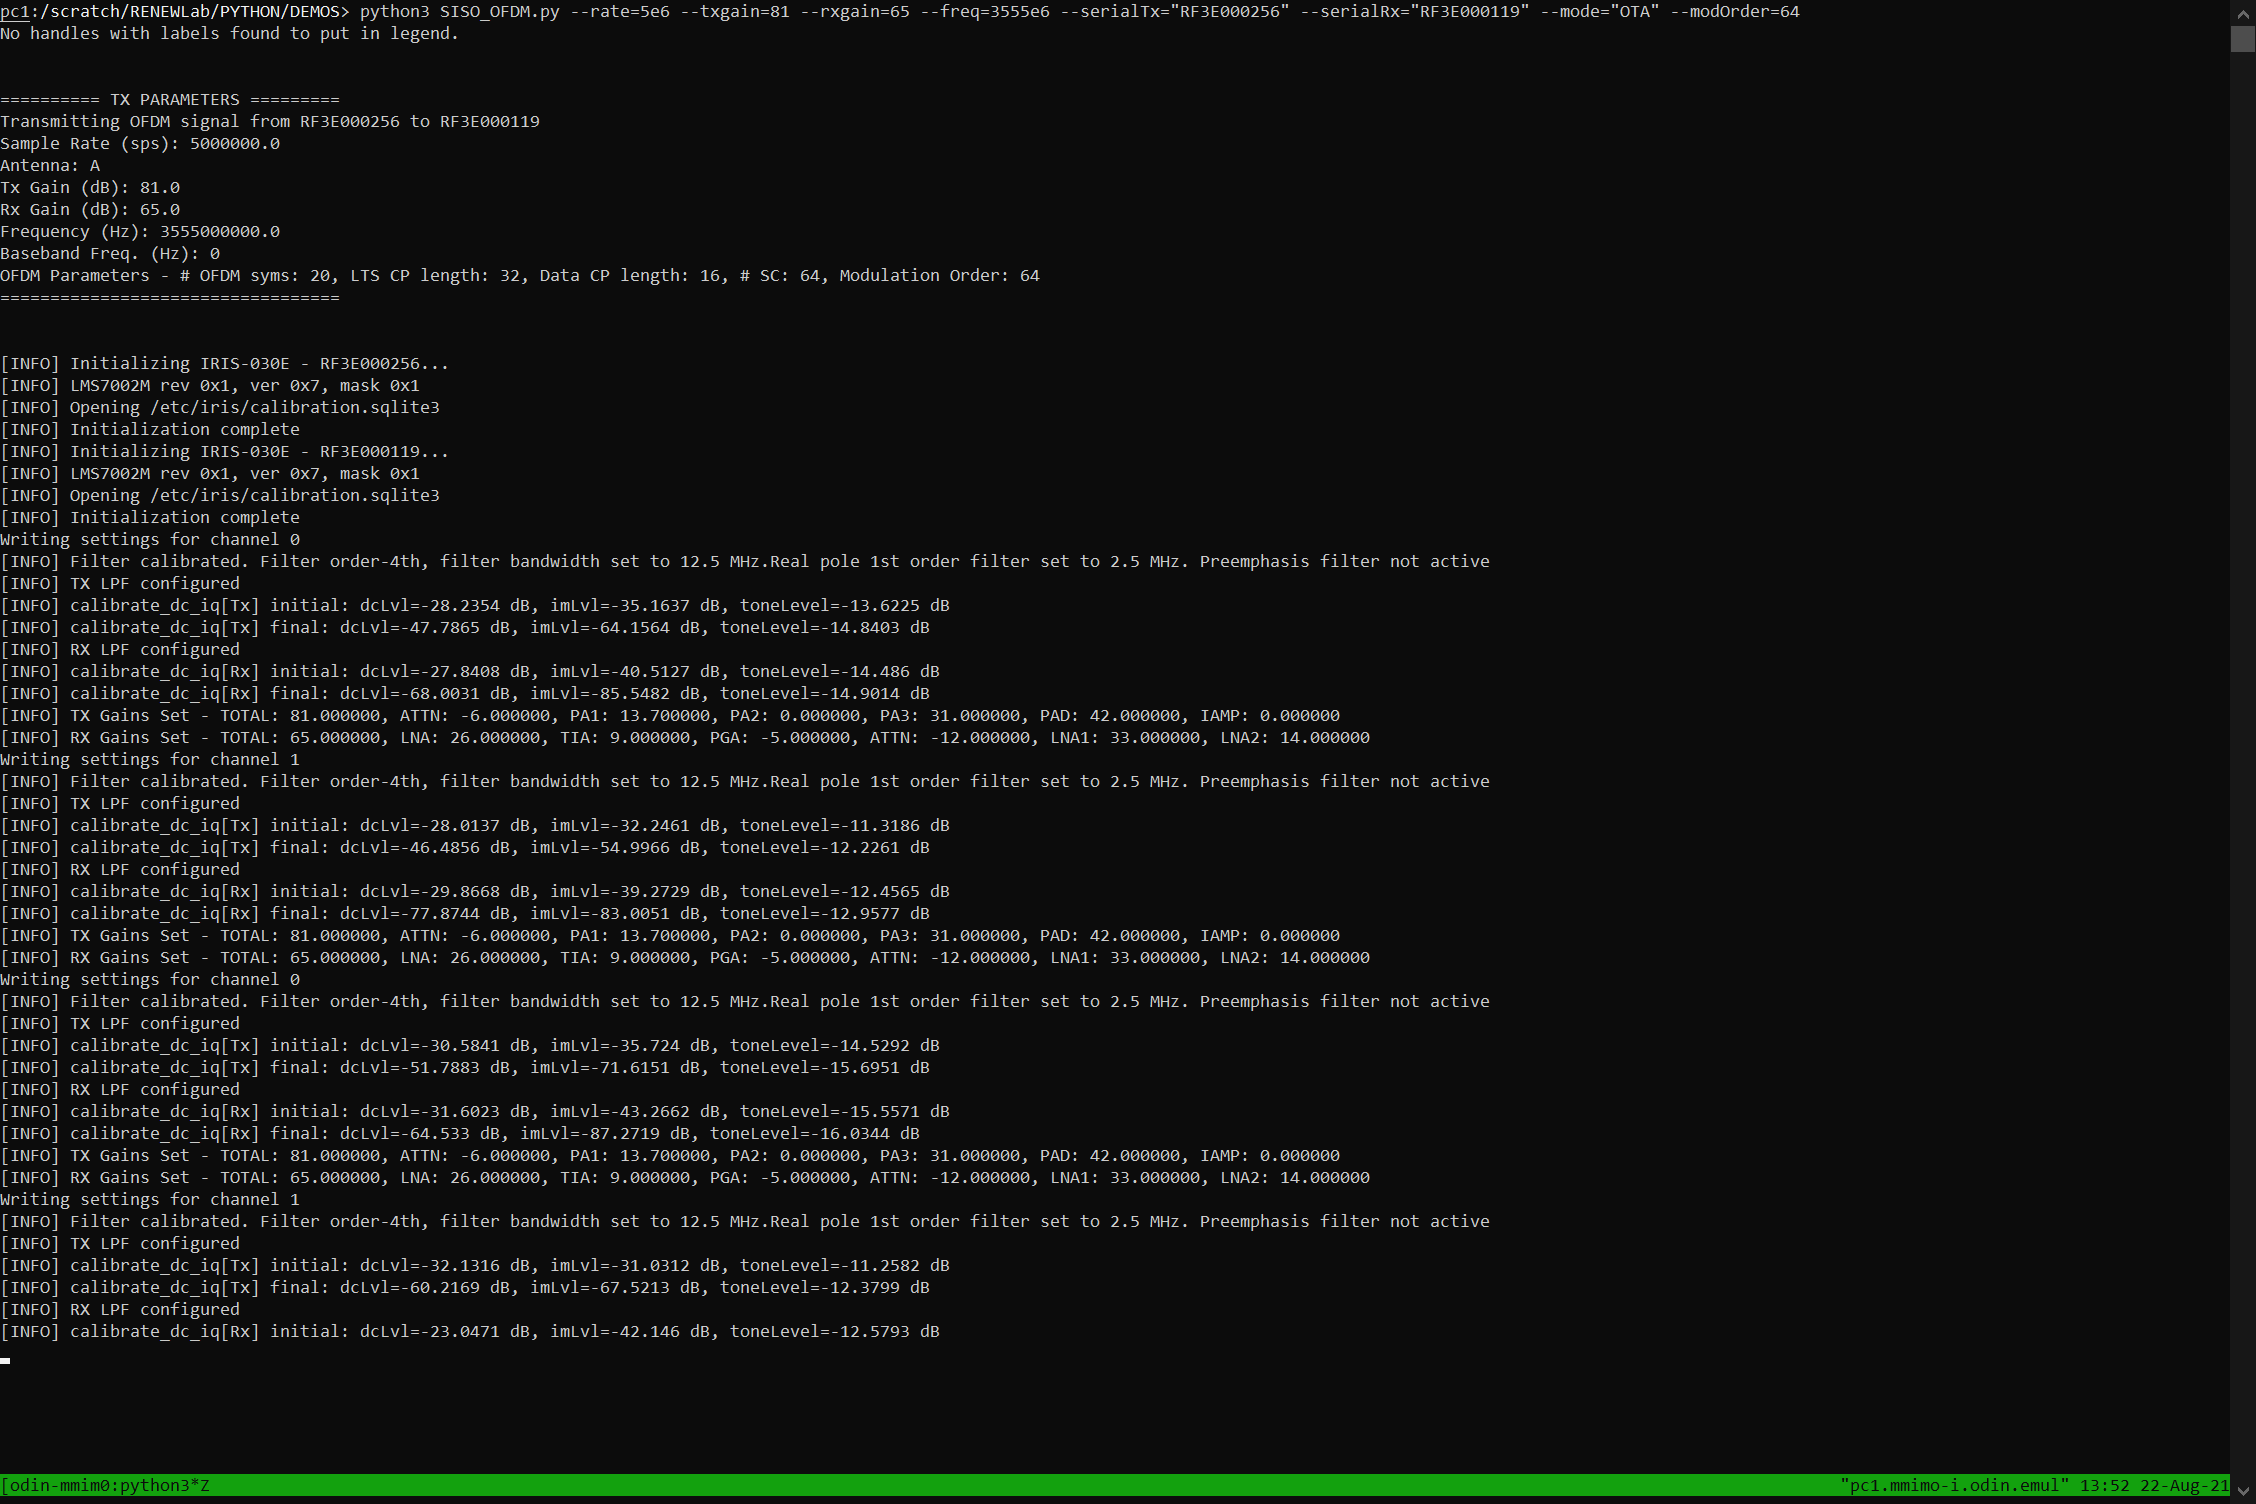 pc1:/scratch/RENEWLab/PYTHON/DEMOS> python3 SISO_OFDM.py --rate=5e6 --txgain=81 --rxgain=65 --freq=3555e6 --serialTx="RF3E000256" --serialRx="RF3E000119" --mode="OTA" --modOrder=64
No handles with labels found to put in legend.
========== TX PARAMETERS =========
Transmitting OFDM signal from RF3E000256 to RF3E000119
Sample Rate (sps): 5000000.0
Antenna: A
Tx Gain (dB): 81.0
Rx Gain (dB): 65.0
Frequency (Hz): 3555000000.0
Baseband Freq. (Hz): 0
OFDM Parameters - # OFDM syms: 20, LTS CP length: 32, Data CP length: 16, # SC: 64, Modulation Order: 64
==================================
[INFO] Initializing IRIS-030E - RF3E000256...
[INFO] LMS7002M rev 0x1, ver 0x7, mask 0x1
[INFO] Opening /etc/iris/calibration.sqlite3
[INFO] Initialization complete
[INFO] Initializing IRIS-030E - RF3E000119...
[INFO] LMS7002M rev 0x1, ver 0x7, mask 0x1
[INFO] Opening /etc/iris/calibration.sqlite3
[INFO] Initialization complete
Writing settings for channel 0
[INFO] Filter calibrated. Filter order-4th, filter bandwidth set to 12.5 MHz.Real pole 1st order filter set to 2.5 MHz. Preemphasis filter not active
[INFO] TX LPF configured
[INFO] calibrate_dc_iq[Tx] initial: dcLvl=-28.2354 dB, imLvl=-35.1637 dB, toneLevel=-13.6225 dB
[INFO] calibrate_dc_iq[Tx] final: dcLvl=-47.7865 dB, imLvl=-64.1564 dB, toneLevel=-14.8403 dB
[INFO] RX LPF configured
[INFO] calibrate_dc_iq[Rx] initial: dcLvl=-27.8408 dB, imLvl=-40.5127 dB, toneLevel=-14.486 dB
[INFO] calibrate_dc_iq[Rx] final: dcLvl=-68.0031 dB, imLvl=-85.5482 dB, toneLevel=-14.9014 dB
[INFO] TX Gains Set - TOTAL: 81.000000, ATTN: -6.000000, PA1: 13.700000, PA2: 0.000000, PA3: 31.000000, PAD: 42.000000, IAMP: 0.000000
[INFO] RX Gains Set - TOTAL: 65.000000, LNA: 26.000000, TIA: 9.000000, PGA: -5.000000, ATTN: -12.000000, LNA1: 33.000000, LNA2: 14.000000
Writing settings for channel 1
[INFO] Filter calibrated. Filter order-4th, filter bandwidth set to 12.5 MHz.Real pole 1st order filter set to 2.5 MHz. Preemphasis filter not active
[INFO] TX LPF configured
[INFO] calibrate_dc_iq[Tx] initial: dcLvl=-28.0137 dB, imLvl=-32.2461 dB, toneLevel=-11.3186 dB
[INFO] calibrate_dc_iq[Tx] final: dcLvl=-46.4856 dB, imLvl=-54.9966 dB, toneLevel=-12.2261 dB
[INFO] RX LPF configured
[INFO] calibrate_dc_iq[Rx] initial: dcLvl=-29.8668 dB, imLvl=-39.2729 dB, toneLevel=-12.4565 dB
[INFO] calibrate_dc_iq[Rx] final: dcLvl=-77.8744 dB, imLvl=-83.0051 dB, toneLevel=-12.9577 dB
[INFO] TX Gains Set - TOTAL: 81.000000, ATTN: -6.000000, PA1: 13.700000, PA2: 0.000000, PA3: 31.000000, PAD: 42.000000, IAMP: 0.000000
[INFO] RX Gains Set - TOTAL: 65.000000, LNA: 26.000000, TIA: 9.000000, PGA: -5.000000, ATTN: -12.000000, LNA1: 33.000000, LNA2: 14.000000
Writing settings for channel 0
[INFO] Filter calibrated. Filter order-4th, filter bandwidth set to 12.5 MHz.Real pole 1st order filter set to 2.5 MHz. Preemphasis filter not active
[INFO] TX LPF configured
[INFO] calibrate_dc_iq[Tx] initial: dcLvl=-30.5841 dB, imLvl=-35.724 dB, toneLevel=-14.5292 dB
[INFO] calibrate_dc_iq[Tx] final: dcLvl=-51.7883 dB, imLvl=-71.6151 dB, toneLevel=-15.6951 dB
[INFO] RX LPF configured
[INFO] calibrate_dc_iq[Rx] initial: dcLvl=-31.6023 dB, imLvl=-43.2662 dB, toneLevel=-15.5571 dB
[INFO] calibrate_dc_iq[Rx] final: dcLvl=-64.533 dB, imLvl=-87.2719 dB, toneLevel=-16.0344 dB
[INFO] TX Gains Set - TOTAL: 81.000000, ATTN: -6.000000, PA1: 13.700000, PA2: 0.000000, PA3: 31.000000, PAD: 42.000000, IAMP: 0.000000
[INFO] RX Gains Set - TOTAL: 65.000000, LNA: 26.000000, TIA: 9.000000, PGA: -5.000000, ATTN: -12.000000, LNA1: 33.000000, LNA2: 14.000000
Writing settings for channel 1
[INFO] Filter calibrated. Filter order-4th, filter bandwidth set to 12.5 MHz.Real pole 1st order filter set to 2.5 MHz. Preemphasis filter not active
[INFO] TX LPF configured
[INFO] calibrate_dc_iq[Tx] initial: dcLvl=-32.1316 dB, imLvl=-31.0312 dB, toneLevel=-11.2582 dB
[INFO] calibrate_dc_iq[Tx] final: dcLvl=-60.2169 dB, imLvl=-67.5213 dB, toneLevel=-12.3799 dB
[INFO] RX LPF configured
[INFO] calibrate_dc_iq[Rx] initial: dcLvl=-23.0471 dB, imLvl=-42.146 dB, toneLevel=-12.5793 dB
[odin-mmim0:python3*Z "pc1.mmimo-i.odin.emul" 13:52 22-Aug-21